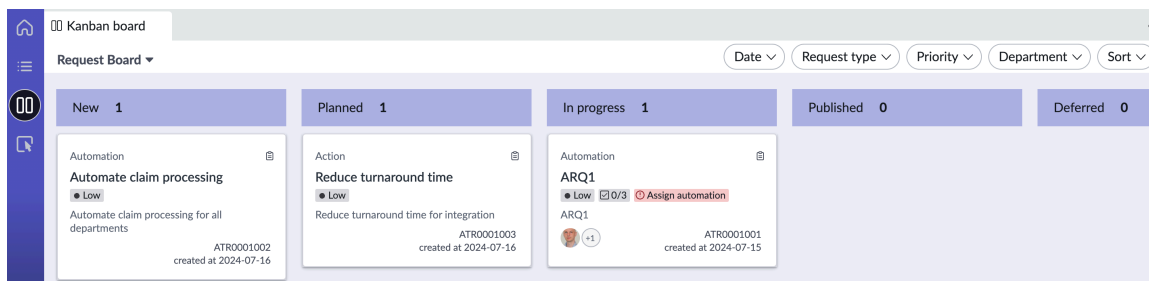 Kanban board
Request Board
Date
Request type
Priority
Department
Sort
New 1
Planned 1
In progress 1
Published 0
Deferred 0
Automation
Automate claim processing
Low
Automate claim processing for all
departments
ATR0001002
created at 2024-07-16
Action
Reduce turnaround time
Low
Reduce turnaround time for integration
ATR0001003
created at 2024-07-16
Automation
ARQ1
Low 0/3 Assign automation
ARQ1
+1
ATR0001001
created at 2024-07-15